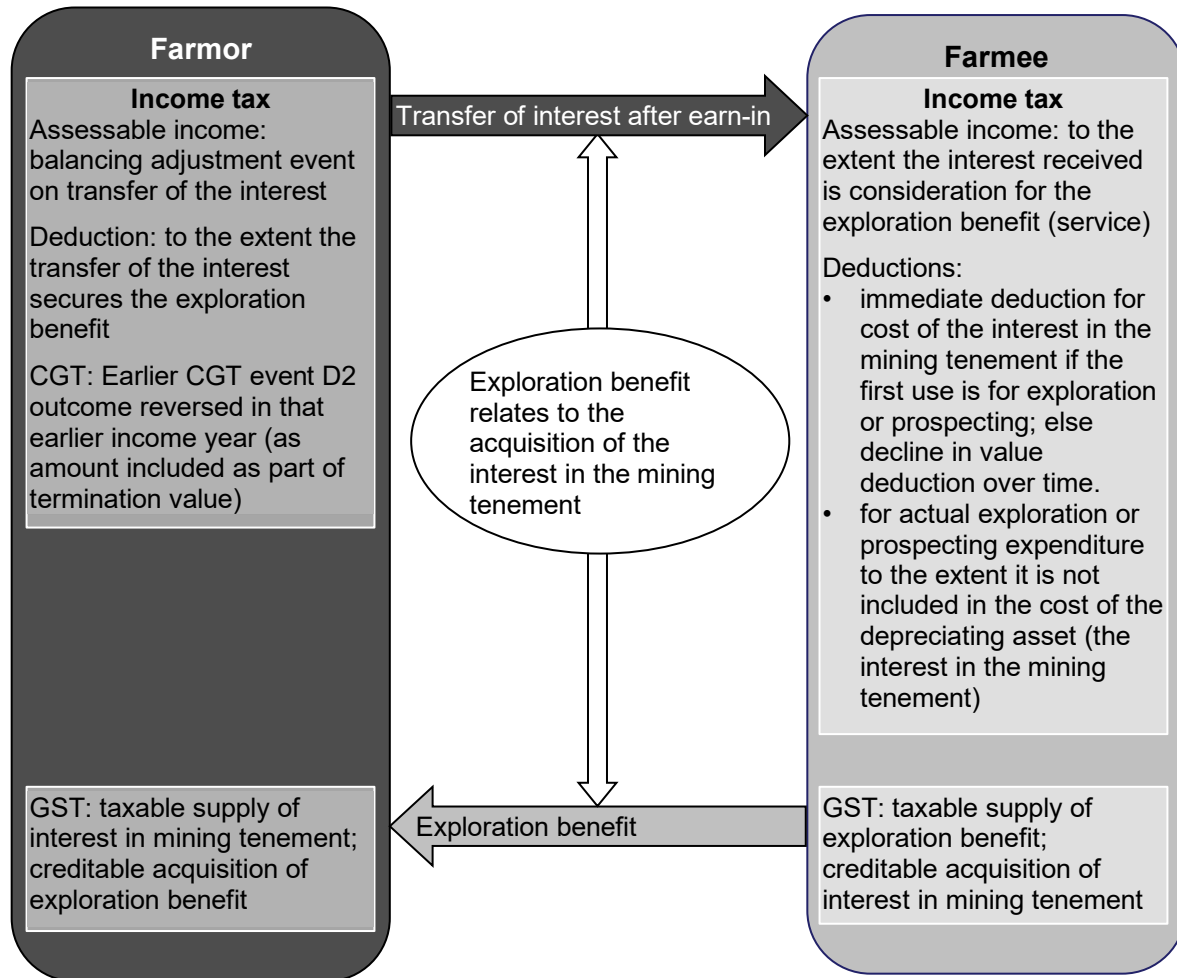 Farmor
Income tax
Assessable income:
balancing adjustment event
on transfer of the interest
Deduction: to the extent the
transfer of the interest
secures the exploration
benefit
CGT: Earlier CGT event D2
outcome reversed in that
earlier income year (as
amount included as part of
termination value)
GST: taxable supply of
interest in mining tenement;
creditable acquisition of
exploration benefit
Transfer of interest after earn-in
Exploration benefit
relates to the
acquisition of the
interest in the mining
tenement
Exploration benefit
Farmee
Income tax
Assessable income: to the
extent the interest received
is consideration for the
exploration benefit (service)
Deductions:
• immediate deduction for
cost of the interest in the
mining tenement if the
first use is for exploration
or prospecting; else
decline in value
deduction over time.
• for actual exploration or
prospecting expenditure
to the extent it is not
included in the cost of the
depreciating asset (the
interest in the mining
tenement)
GST: taxable supply of
exploration benefit;
creditable acquisition of
interest in mining tenement